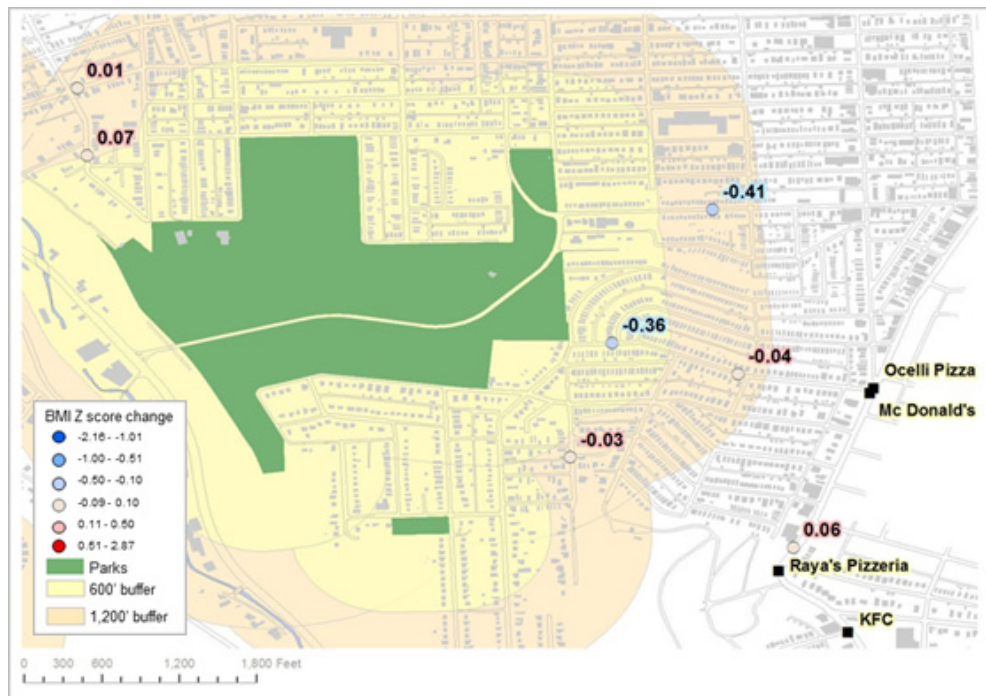 0.01
0.07
-0.41
-0.36
-0.04
Ocelli Pizza
Mc Donald's
-0.03
0.06
Raya's Pizzeria
KFC
BMI Z score change
-2.16 - -1.01
-1.00 - -0.51
-0.50 - -0.10
-0.09 - 0.10
0.11 - 0.50
0.51 - 2.87
Parks
600' buffer
1,200' buffer
0 300 600 1,200 1,800 Feet